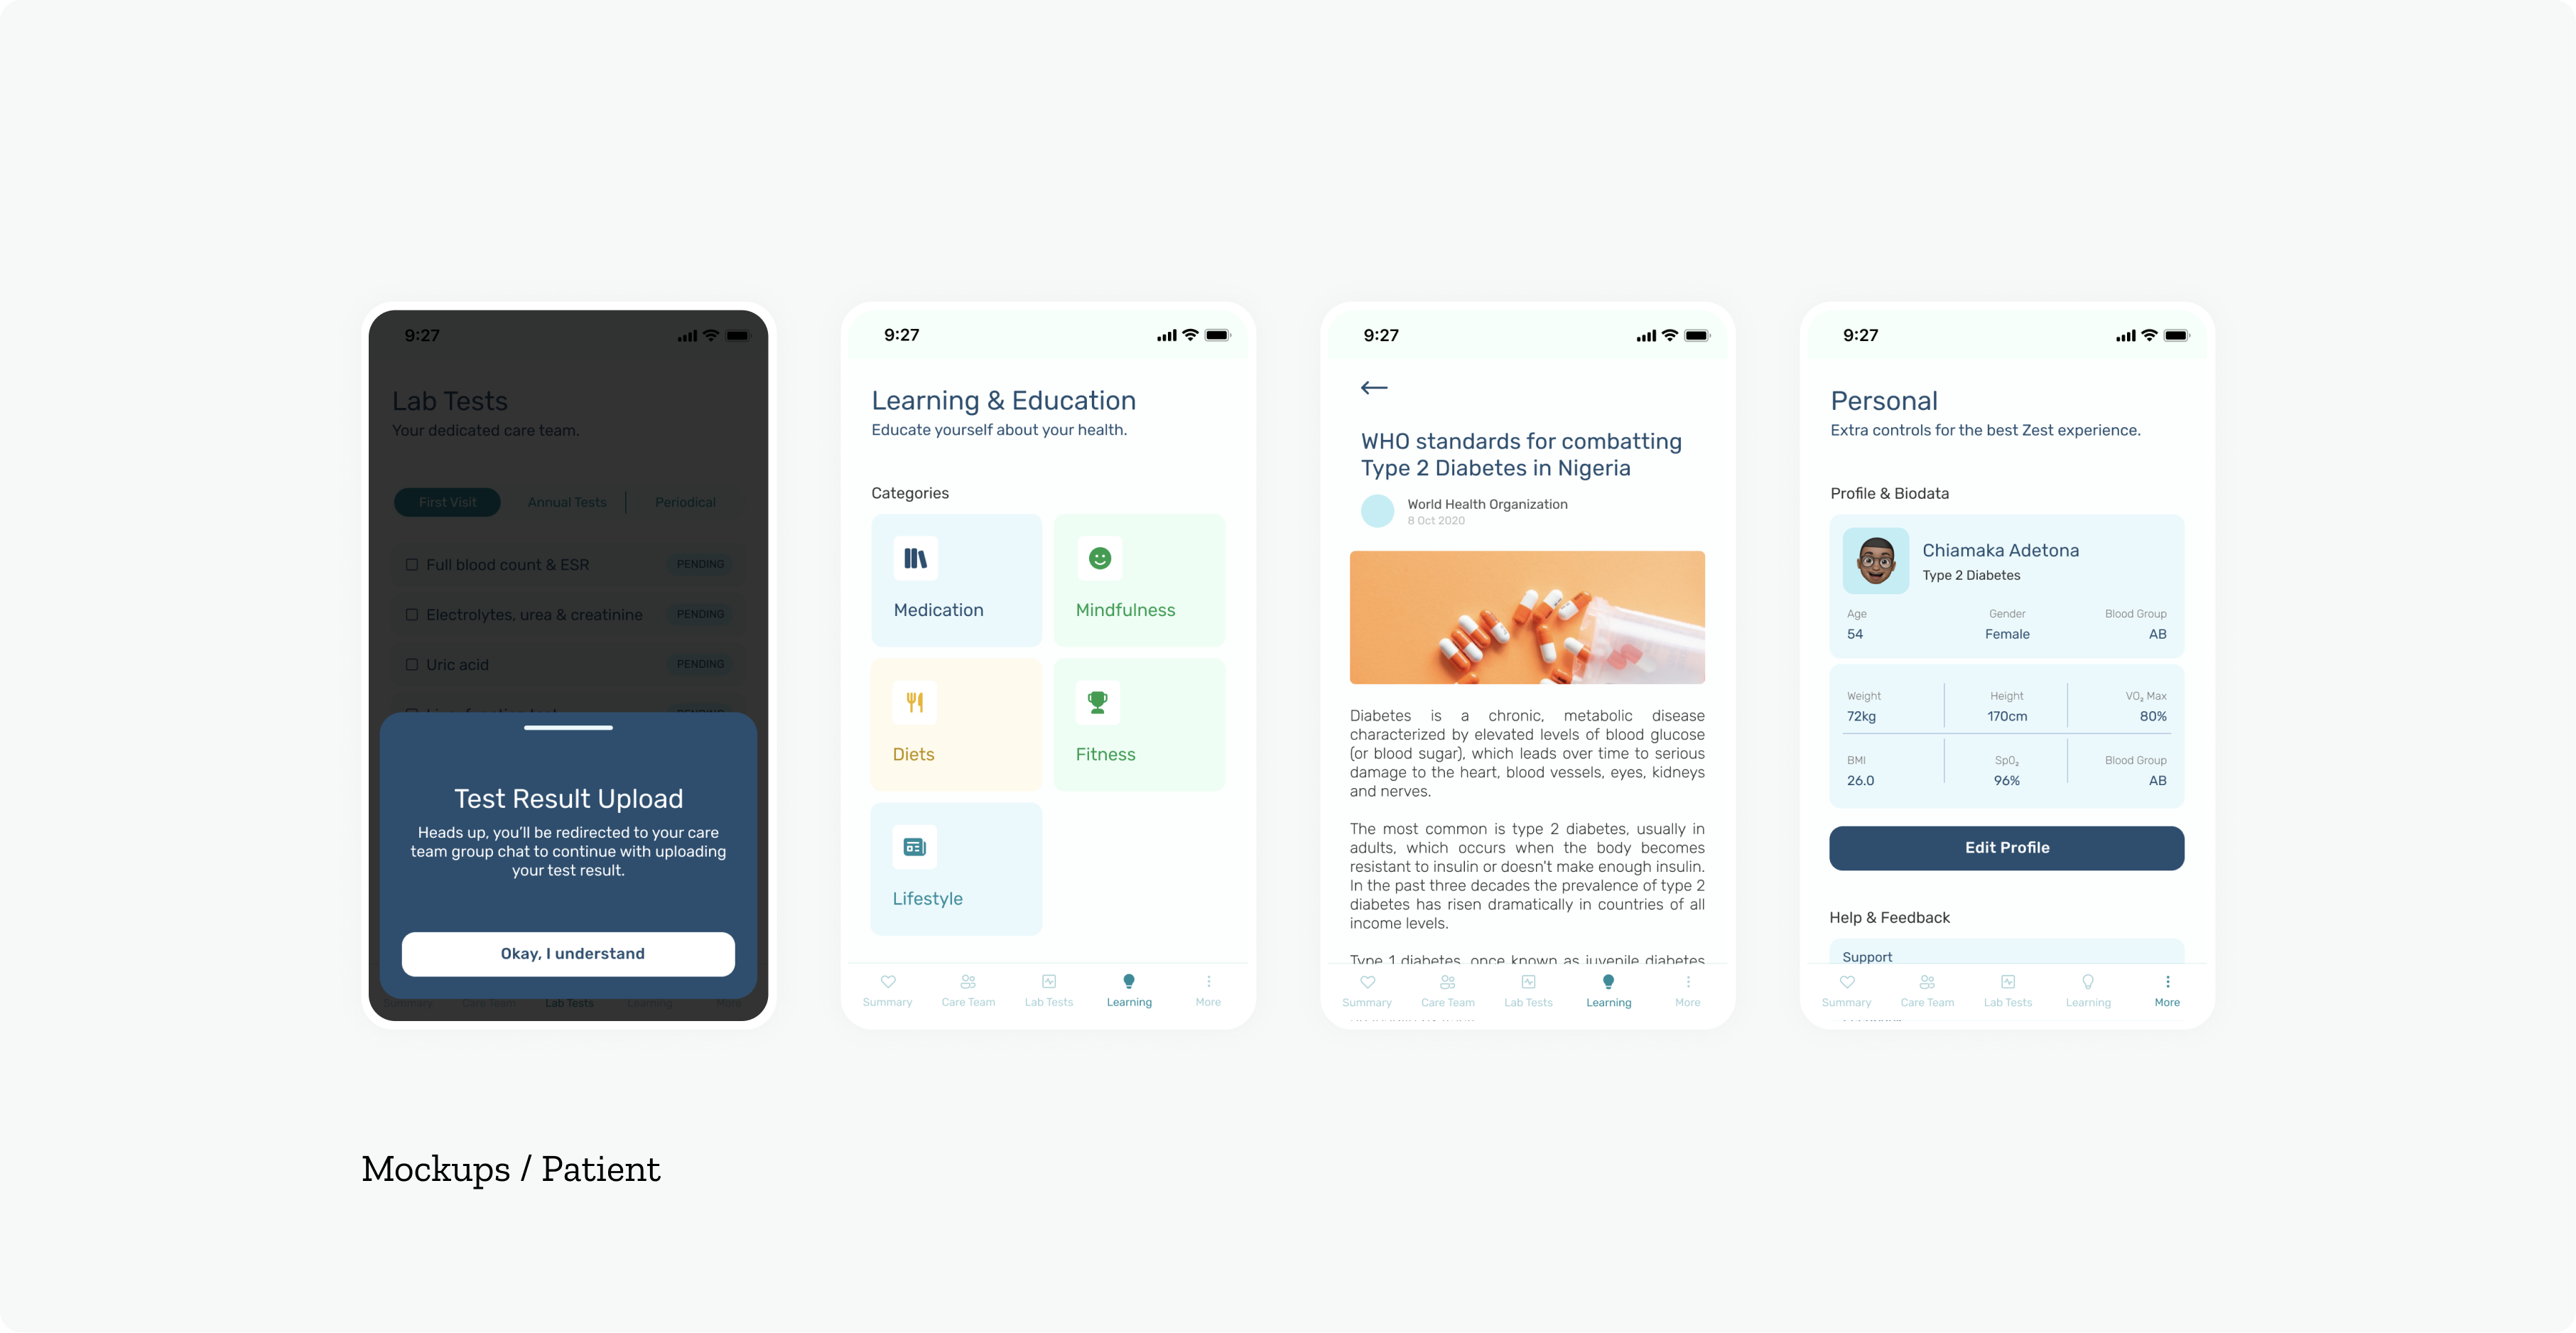 9:27
Lab Tests
Your dedicated care team.
First Visit
Annual Tests
Periodical
Full blood count & ESR
PENDING
Electrolytes, urea & creatinine
PENDING
Uric acid
PENDING
Test Result Upload
Heads up, you'll be redirected to your care
team group chat to continue with uploading
your test result.
Okay, I understand
Summary
Care Team
Lab Tests
Learning
More
9:27
Learning & Education
Educate yourself about your health.
Categories
Medication
Mindfulness
Diets
Fitness
Lifestyle
Summary
Care Team
Lab Tests
Learning
More
9:27
WHO standards for combatting
Type 2 Diabetes in Nigeria
World Health Organization
8 Oct 2020
Diabetes is a chronic, metabolic disease
characterized by elevated levels of blood glucose
(or blood sugar), which leads over time to serious
damage to the heart, blood vessels, eyes, kidneys
and nerves.
The most common is type 2 diabetes, usually in
adults, which occurs when the body becomes
resistant to insulin or doesn't make enough insulin.
In the past three decades the prevalence of type 2
diabetes has risen dramatically in countries of all
income levels.
Type 1 diabetes, once known as juvenile diabetes
Summary
Care Team
Lab Tests
Learning
More
9:27
Personal
Extra controls for the best Zest experience.
Profile & Biodata
Chiamaka Adetona
Type 2 Diabetes
Age
Gender
Blood Group
54
Female
AB
Weight
Height
VO₂ Max
72kg
170cm
80%
BMI
Sp0₂
Blood Group
26.0
96%
AB
Edit Profile
Help & Feedback
Support
Summary
Care Team
Lab Tests
Learning
More
Mockups / Patient